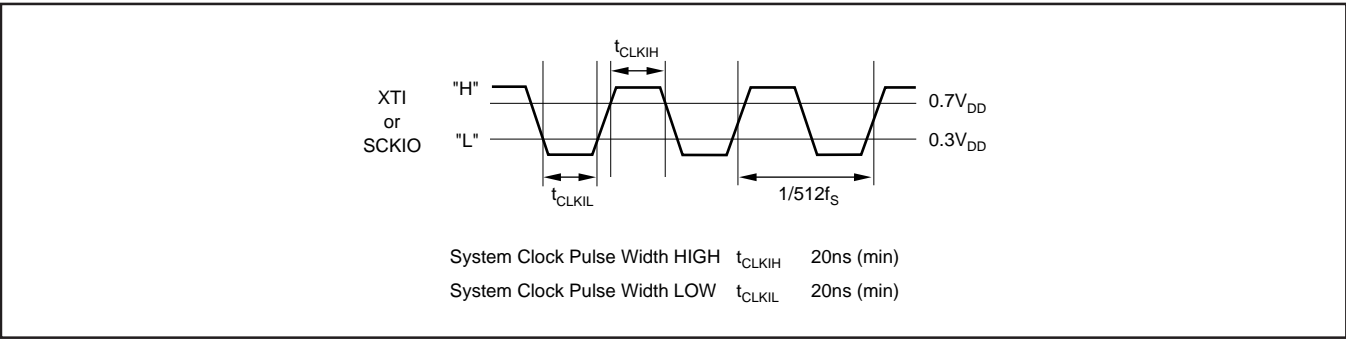 tCLKIH
"H"
XTI
or
SCKIO
0.7VDD
"L"
0.3VDD
tCLKIL
1/512fS
System Clock Pulse Width HIGH tCLKIH 20ns (min)
System Clock Pulse Width LOW tCLKIL 20ns (min)